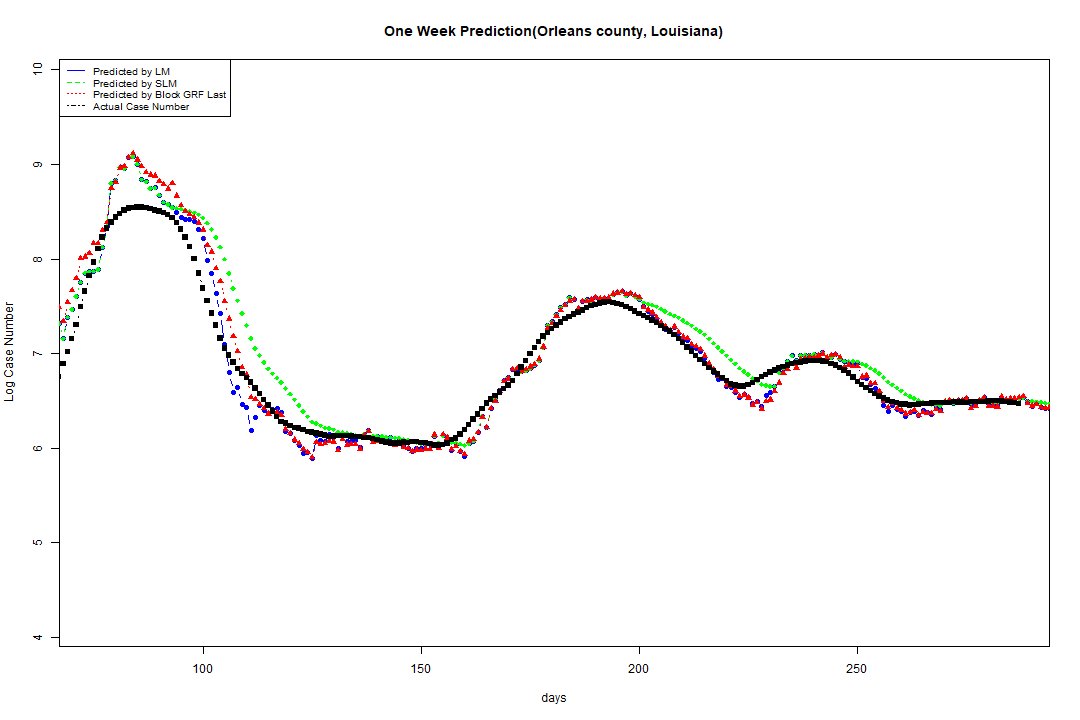 One Week Prediction(Orleans county, Louisiana)
Predicted by LM
Predicted by SLM
Predicted by Block GRF Last
Actual Case Number
10
9
8
7
6
5
4
Log Case Number
100 150 200 250
days